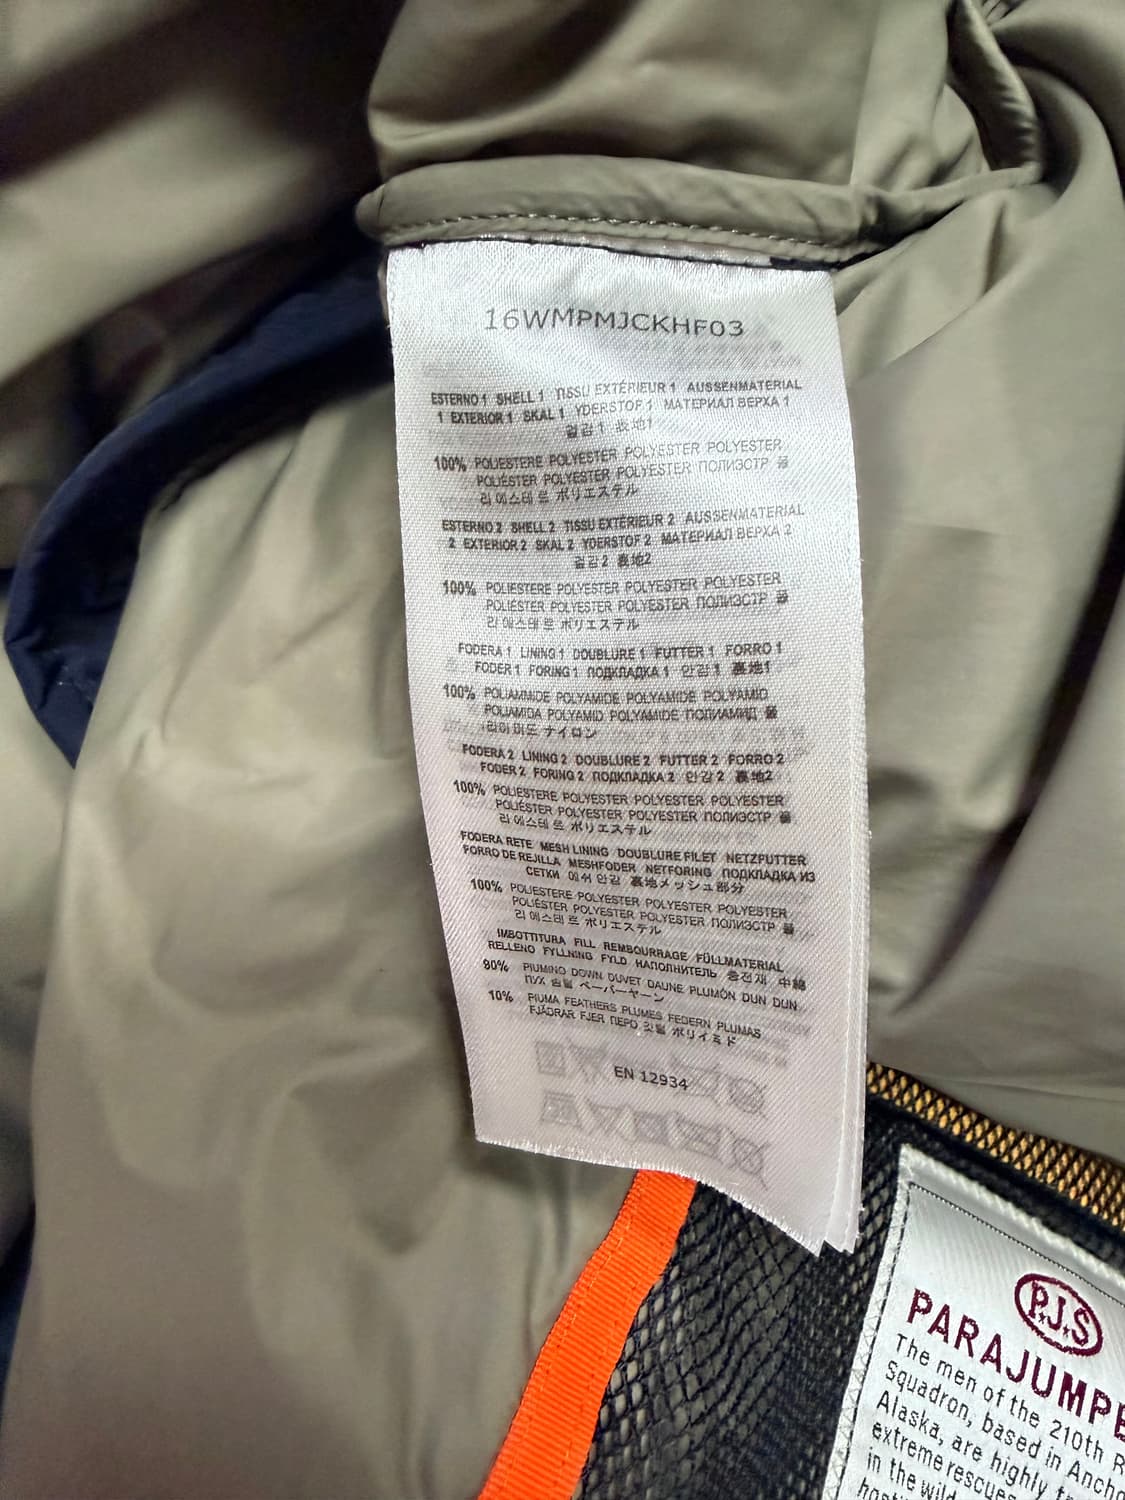 16WMPMJCKHF03
ESTERNO 1 SHELL 1 TISSU EXTÉRIEUR 1 AUSSENMATERIAL
1 EXTERIOR 1 SKAL 1 YDERSTOF 1 МАТЕРИАЛ ВЕРХА 1
겉감 1 表地1
100% POLIESTERE POLYESTER POLYESTER POLYESTER
POLIÉSTER POLYESTER POLYESTER ПОЛИЭСТР 폴
리 에스테 르 ポリエステル
ESTERNO 2 SHELL 2 TISSU EXTÉRIEUR 2 AUSSENMATERIAL
2 EXTERIOR 2 SKAL 2 YDERSTOF 2 МАТЕРИАЛ ВЕРХА 2
겉감2 裏地2
100% POLIESTERE POLYESTER POLYESTER POLYESTER
POLIÉSTER POLYESTER POLYESTER ПОЛИЭСТР 폴
리 에스테 르 ポリエステル
FODERA 1 LINING 1 DOUBLURE 1 FUTTER 1 FORRO 1
FODER 1 FORING 1 ПОДКЛАДКА 1 안감 1 裏地1
100% POLIAMMIDE POLYAMIDE POLYAMIDE POLYAMID
POLIAMIDA POLYAMID POLYAMIDE ПОЛИАМИД 폴
리아미드 ナイロン
FODERA 2 LINING 2 DOUBLURE 2 FUTTER 2 FORRO 2
FODER 2 FORING 2 ПОДКЛАДКА 2 안감 2 裏地2
100% POLIESTERE POLYESTER POLYESTER POLYESTER
POLIÉSTER POLYESTER POLYESTER ПОЛИЭСТР 폴
리 에스테 르 ポリエステル
FODERA RETE MESH LINING DOUBLURE FILET NETZFUTTER
FORRO DE REJILLA MESHFODER NETFORING ПОДКЛАДКА ИЗ
СЕТКИ 메쉬 안감 裏地メッシュ部分
100% POLIESTERE POLYESTER POLYESTER POLYESTER
POLIÉSTER POLYESTER POLYESTER ПОЛИЭСТР 폴
리 에스테 르 ポリエステル
IMBOTTITURA FILL REMBOURRAGE FÜLLMATERIAL
RELLENO FYLLNING FYLD НАПОЛНИТЕЛЬ 충전재 中綿
90% PIUMINO DOWN DUVET DAUNE PLUMÓN DUN DUN
ПУХ 솜털 ペーパーヤーン
10% PIUMA FEATHERS PLUMES FEDERN PLUMAS
FJÄDRAR FJER ПЕРО 깃털 ポリイミド
EN 12934
P.J.S
PARAJUMPE
The men of the 210th R
Squadron, based in Ancho
Alaska, are highly tr
extreme rescues
in the wild